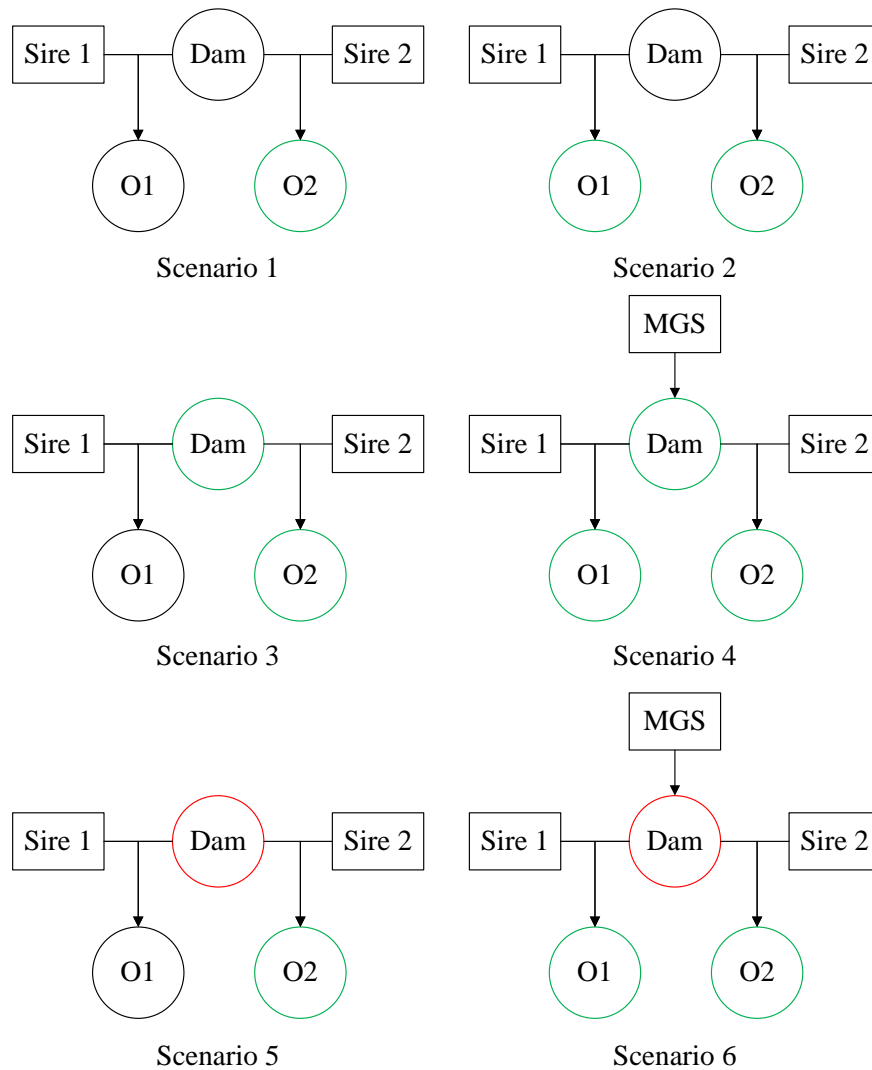 Sire 1 Dam Sire 2 Sire 1 Dam Sire 2
O1 O2 O1 O2
Scenario 1 Scenario 2
MGS
Sire 1 Dam Sire 2 Sire 1 Dam Sire 2
O1 O2 O1 O2
Scenario 3 Scenario 4
MGS
Sire 1 Dam Sire 2 Sire 1 Dam Sire 2
O1 O2 O1 O2
Scenario 5 Scenario 6